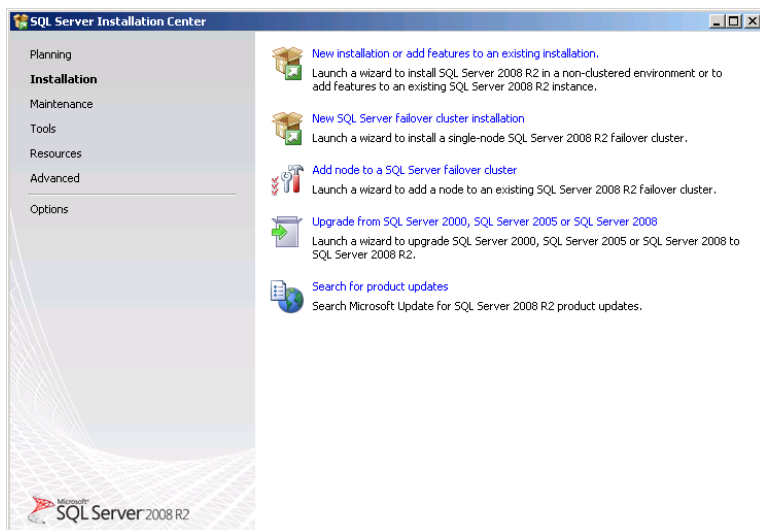 SQL Server Installation Center
Planning
Installation
Maintenance
Tools
Resources
Advanced
Options
New installation or add features to an existing installation.
Launch a wizard to install SQL Server 2008 R2 in a non-clustered environment or to
add features to an existing SQL Server 2008 R2 instance.
New SQL Server failover cluster installation
Launch a wizard to install a single-node SQL Server 2008 R2 failover cluster.
Add node to a SQL Server failover cluster
Launch a wizard to add a node to an existing SQL Server 2008 R2 failover cluster.
Upgrade from SQL Server 2000, SQL Server 2005 or SQL Server 2008
Launch a wizard to upgrade SQL Server 2000, SQL Server 2005 or SQL Server 2008 to
SQL Server 2008 R2.
Search for product updates
Search Microsoft Update for SQL Server 2008 R2 product updates.
Microsoft
SQL Server 2008 R2